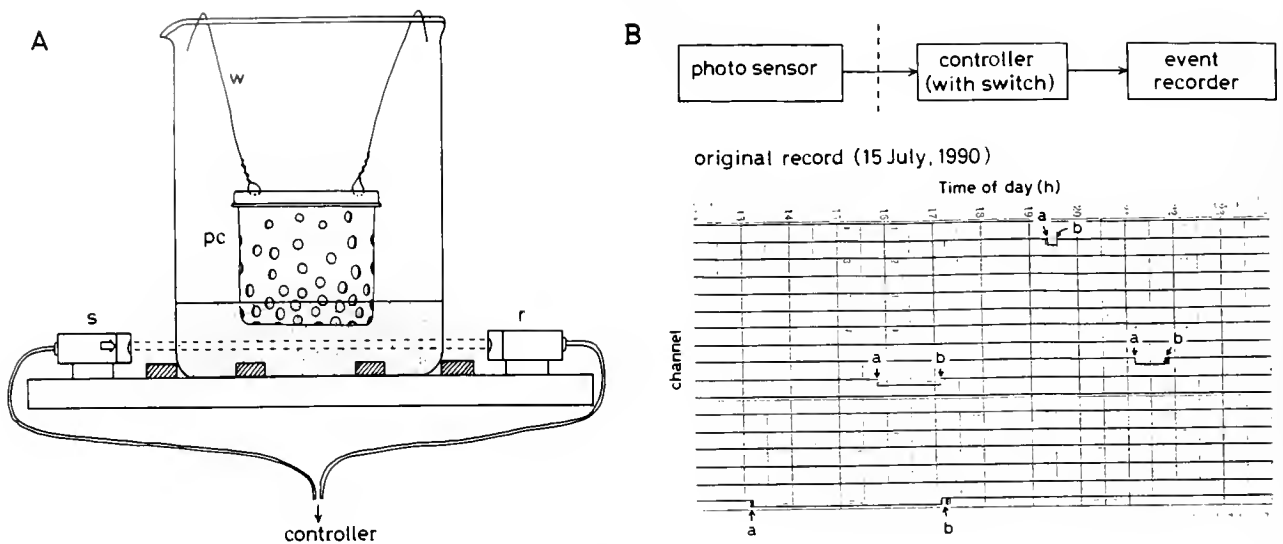 A
w
pc
s
r
controller
B
photo sensor
controller
(with switch)
event
recorder
original record (15 July, 1990)
Time of day (h)
13 14 17 18 19 20
a b
a b
a b
channel
a b